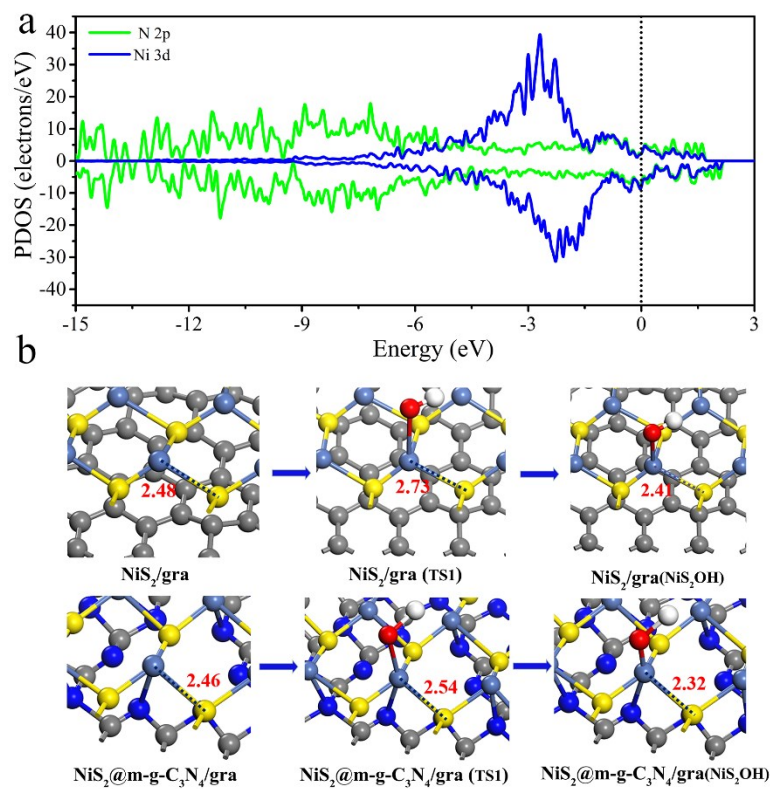 a
N 2p
Ni 3d
PDOS (electrons/eV)
40
30
20
10
0
-10
-20
-30
-40
-15
-12
-9
-6
-3
0
3
Energy (eV)
b
2.48
2.73
2.41
NiS₂/gra
NiS₂/gra (TS1)
NiS₂/gra(NiS₂OH)
2.46
2.54
2.32
NiS₂@m-g-C₃N₄/gra
NiS₂@m-g-C₃N₄/gra (TS1)
NiS₂@m-g-C₃N₄/gra(NiS₂OH)